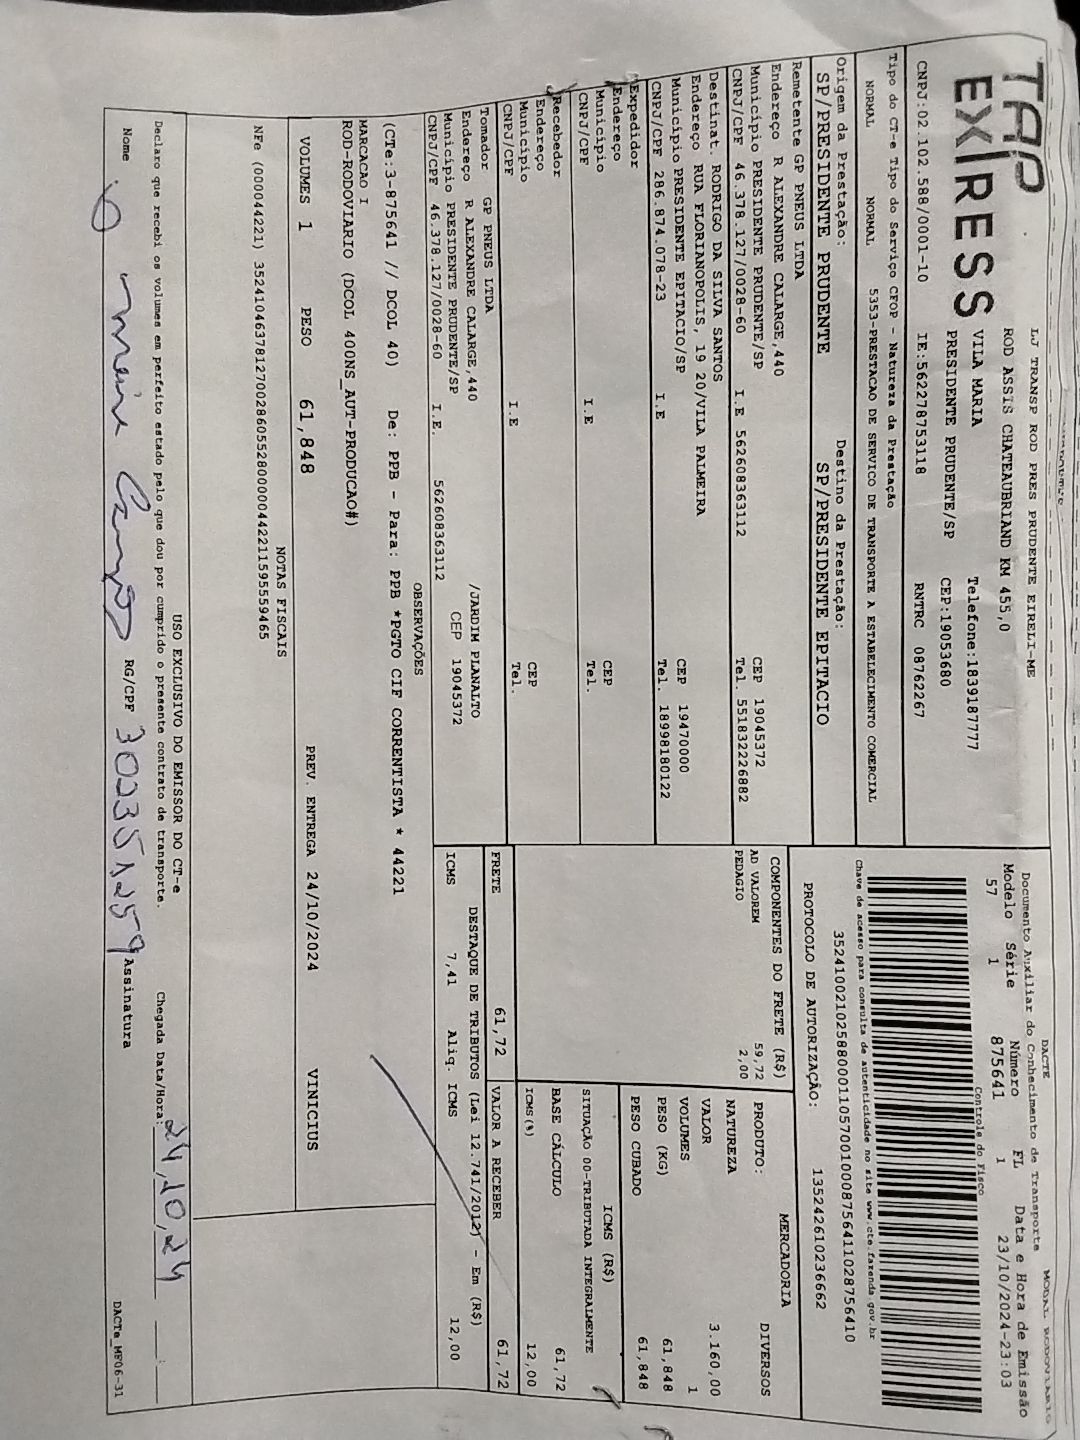 TAP
EXPRESS
LJ TRANSP ROD PRES PRUDENTE EIRELI-ME
ROD ASSIS CHATEAUBRIAND KM 455,0
VILA MARIA Telefone:1839187777
PRESIDENTE PRUDENTE/SP CEP:19053680
CNPJ:02.102.588/0001-10 IE:562278753118 RNTRC 08762267
DACTE MODAL RODOVIARIO
Documento Auxiliar do Conhecimento de Transporte
Modelo Série Número FL Data e Hora de Emissão
57 1 875641 1 23/10/2024-23:03
Controle do Fisco
Chave de acesso para consulta de autenticidade no site www.cte.fazenda.gov.br
35241002102588000110570010008756411028756410
PROTOCOLO DE AUTORIZAÇÃO: 135242610236662
Tipo do CT-e Tipo do Serviço CFOP - Natureza da Prestação
NORMAL NORMAL 5353-PRESTACAO DE SERVICO DE TRANSPORTE A ESTABELECIMENTO COMERCIAL
Origem da Prestação: Destino da Prestação:
SP/PRESIDENTE PRUDENTE SP/PRESIDENTE EPITACIO
Remetente GP PNEUS LTDA
Endereço R ALEXANDRE CALARGE,440
Município PRESIDENTE PRUDENTE/SP CEP 19045372
CNPJ/CPF 46.378.127/0028-60 I.E 562608363112 Tel. 551832226882
Destinat. RODRIGO DA SILVA SANTOS
Endereço RUA FLORIANOPOLIS, 19 20/VILA PALMEIRA
Município PRESIDENTE EPITACIO/SP CEP 19470000
CNPJ/CPF 286.874.078-23 I.E Tel. 18998180122
Expedidor
Endereço
Município CEP
CNPJ/CPF I.E Tel.
Recebedor
Endereço
Município CEP
CNPJ/CPF I.E Tel.
Tomador GP PNEUS LTDA
Endereço R ALEXANDRE CALARGE,440 /JARDIM PLANALTO
Município PRESIDENTE PRUDENTE/SP CEP 19045372
CNPJ/CPF 46.378.127/0028-60 I.E. 562608363112
COMPONENTES DO FRETE (R$)
AD VALOREM 59,72
PEDAGIO 2,00
FRETE 61,72
MERCADORIA
PRODUTO: DIVERSOS
NATUREZA
VALOR 3.160,00
VOLUMES 1
PESO (KG) 61,848
PESO CUBADO 61,848
ICMS (R$)
SITUAÇÃO 00-TRIBUTADA INTEGRALMENTE
BASE CÁLCULO 61,72
ICMS(%) 12,00
VALOR A RECEBER 61,72
DESTAQUE DE TRIBUTOS (Lei 12.741/2012) - Em (R$)
ICMS 7,41 Aliq. ICMS 12,00
OBSERVAÇÕES
(CTe:3-875641 // DCOL 40) De: PPB - Para: PPB *PGTO CIF CORRENTISTA * 44221
MARCACAO I
ROD-RODOVIARIO (DCOL 400NS_AUT-PRODUCAO#)
VOLUMES 1 PESO 61,848 PREV. ENTREGA 24/10/2024 VINICIUS
NOTAS FISCAIS
NFe (000044221) 35241046378127002860552800000442211595559465
USO EXCLUSIVO DO EMISSOR DO CT-e
Declaro que recebi os volumes em perfeito estado pelo que dou por cumprido o presente contrato de transporte. Chegada Data/Hora: 24,10,24
Nome RG/CPF 30235125 59 Assinatura
DACTe_MF06-31